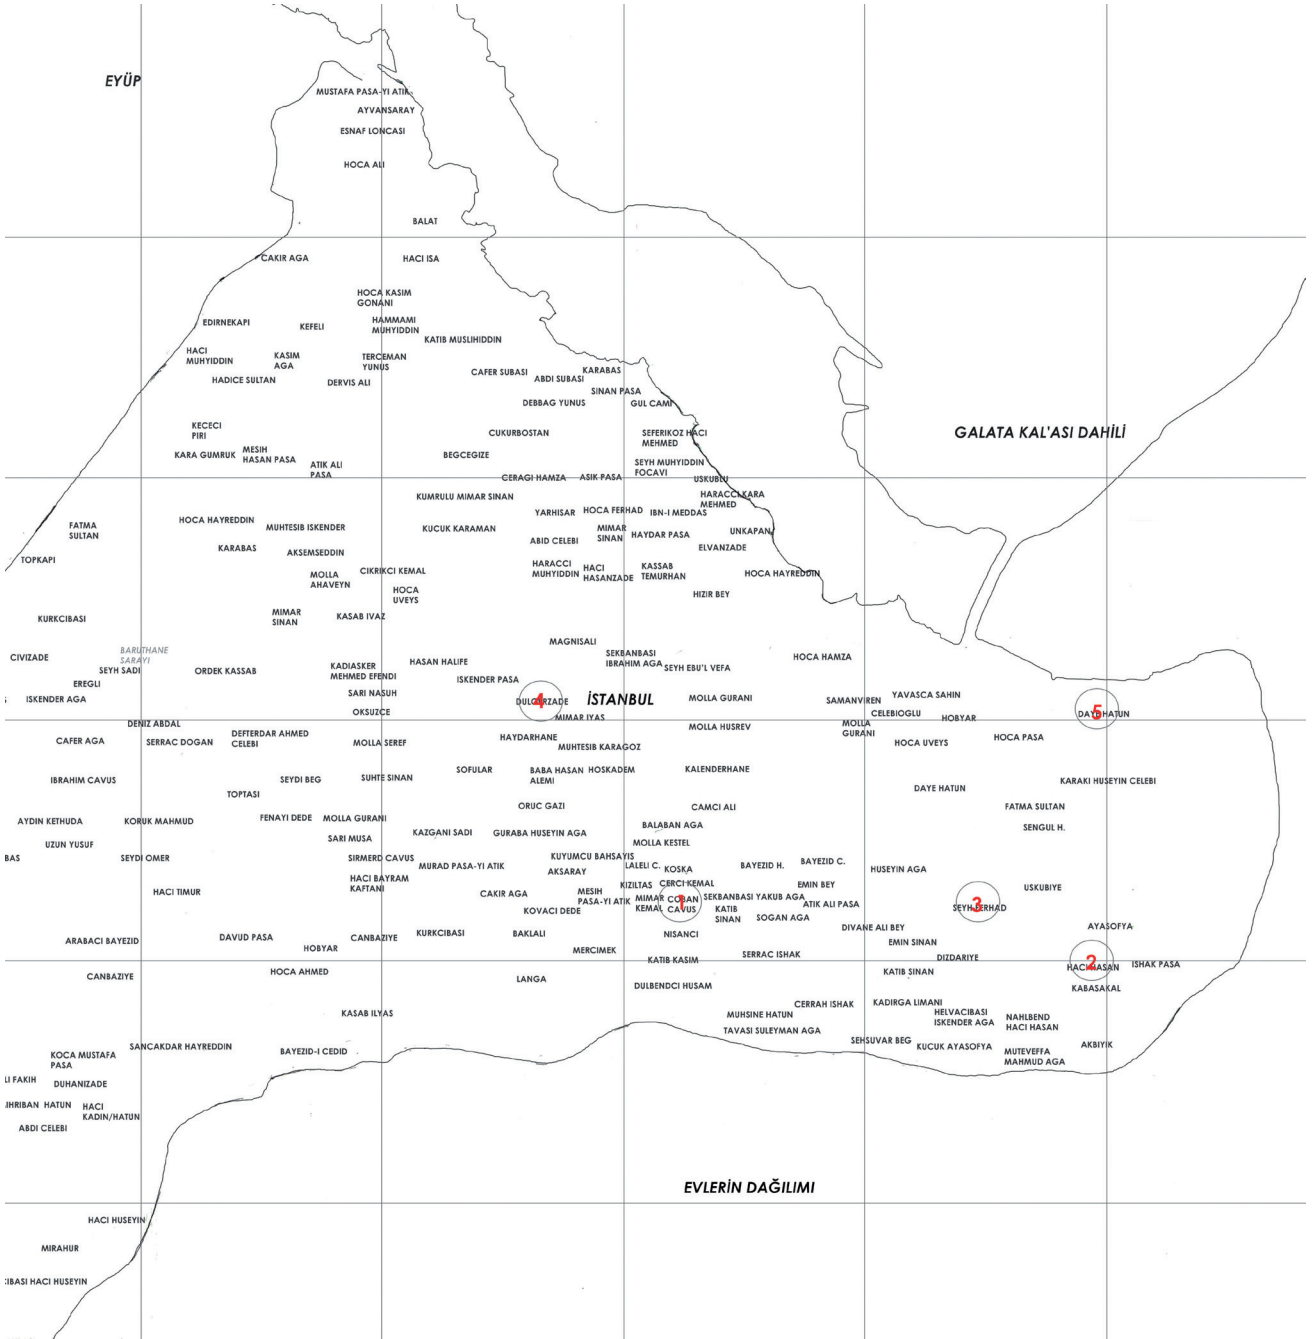 EYÜP
MUSTAFA PASA-YI ATIK
AYVANSARAY
ESNAF LONCASI
HOCA ALI
BALAT
CAKIR AGA
HACI ISA
HOCA KASIM
GONANI
EDIRNEKAPI
KEFELI
HAMMAMI
MUHYIDDIN
KATIB MUSLIHIDDIN
HACI
MUHYIDDIN
KASIM
AGA
TERCEMAN
YUNUS
HADICE SULTAN
DERVIS ALI
CAFER SUBASI
ABDI SUBASI
KARABAS
SINAN PASA
DEBBAG YUNUS
GUL CAMI
KECECI
PIRI
CUKURBOSTAN
SEFERIKOZ HACI
MEHMED
GALATA KAL'ASI DAHİLİ
KARA GUMRUK
MESIH
HASAN PASA
ATIK ALI
PASA
BEGCEGIZE
SEYH MUHYIDDIN
FOCAVI
CERAGI HAMZA
ASIK PASA
USKUBLU
KUMRULU MIMAR SINAN
HARACCI KARA
MEHMED
FATMA
SULTAN
HOCA HAYREDDIN
MUHTESIB ISKENDER
KUCUK KARAMAN
YARHISAR
HOCA FERHAD
IBN-I MEDDAS
MIMAR
SINAN
HAYDAR PASA
UNKAPANI
TOPKAPI
KARABAS
AKSEMSEDDIN
ABID CELEBI
ELVANZADE
MOLLA
AHAVEYN
CIKRIKCI KEMAL
HARACCI
MUHYIDDIN
HACI
HASANZADE
KASSAB
TEMURHAN
HOCA HAYREDDIN
HOCA
UVEYS
HIZIR BEY
KURKCIBASI
MIMAR
SINAN
KASAB IVAZ
MAGNISALI
CIVIZADE
BARUTHANE
SARAYI
SEYH SADI
ORDEK KASSAB
KADIASKER
MEHMED EFENDI
HASAN HALIFE
SEKBANBASI
IBRAHIM AGA
SEYH EBU'L VEFA
HOCA HAMZA
EREGLI
ISKENDER PASA
S
ISKENDER AGA
SARI NASUH
DULGERZADE
4
İSTANBUL
MOLLA GURANI
SAMANVIREN
YAVASCA SAHIN
OKSUZCE
MIMAR IYAS
CELEBIOGLU
HOBYAR
DAYE HATUN
5
DENIZ ABDAL
MOLLA HUSREV
MOLLA
GURANI
CAFER AGA
SERRAC DOGAN
DEFTERDAR AHMED
CELEBI
MOLLA SEREF
HAYDARHANE
MUHTESIB KARAGOZ
HOCA UVEYS
HOCA PASA
IBRAHIM CAVUS
SEYDI BEG
SUHTE SINAN
SOFULAR
BABA HASAN
ALEMI
HOSKADEM
KALENDERHANE
KARAKI HUSEYIN CELEBI
TOPTASI
DAYE HATUN
AYDIN KETHUDA
KORUK MAHMUD
FENAYI DEDE
MOLLA GURANI
ORUC GAZI
CAMCI ALI
FATMA SULTAN
UZUN YUSUF
SARI MUSA
KAZGANI SADI
GURABA HUSEYIN AGA
BALABAN AGA
SENGUL H.
MOLLA KESTEL
BAS
SEYDI OMER
SIRMERD CAVUS
MURAD PASA-YI ATIK
KUYUMCU BAHSAYIS
AKSARAY
LALELI C.
KOSKA
BAYEZID H.
BAYEZID C.
HUSEYIN AGA
HACI TIMUR
HACI BAYRAM
KAFTANI
CAKIR AGA
MESIH
PASA-YI ATIK
KIZILTAS
CERCI KEMAL
EMIN BEY
USKUBIYE
MIMAR
KEMAL
COBAN
CAVUS
1
SEKBANBASI YAKUB AGA
ATIK ALI PASA
SEYH FERHAD
3
KOVACI DEDE
KATIB
SINAN
SOGAN AGA
ARABACI BAYEZID
DAVUD PASA
HOBYAR
CANBAZIYE
KURKCIBASI
BAKLALI
NISANCI
DIVANE ALI BEY
AYASOFYA
EMIN SINAN
MERCIMEK
SERRAC ISHAK
DIZDARIYE
KATIB KASIM
HACI HASAN
2
ISHAK PASA
CANBAZIYE
HOCA AHMED
LANGA
KATIB SINAN
DULBENDCI HUSAM
KABASAKAL
KASAB ILYAS
CERRAH ISHAK
KADIRGA LIMANI
MUHSINE HATUN
HELVACIBASI
ISKENDER AGA
NAHLBEND
HACI HASAN
TAVASI SULEYMAN AGA
SEHSUVAR BEG
KUCUK AYASOFYA
MUTEVEFFA
MAHMUD AGA
AKBIYIK
KOCA MUSTAFA
PASA
SANCAKDAR HAYREDDIN
BAYEZID-I CEDID
LI FAKIH
DUHANIZADE
IHRIBAN HATUN
HACI
KADIN/HATUN
ABDI CELEBI
EVLERİN DAĞILIMI
HACI HUSEYIN
MIRAHUR
CIBASI HACI HUSEYIN